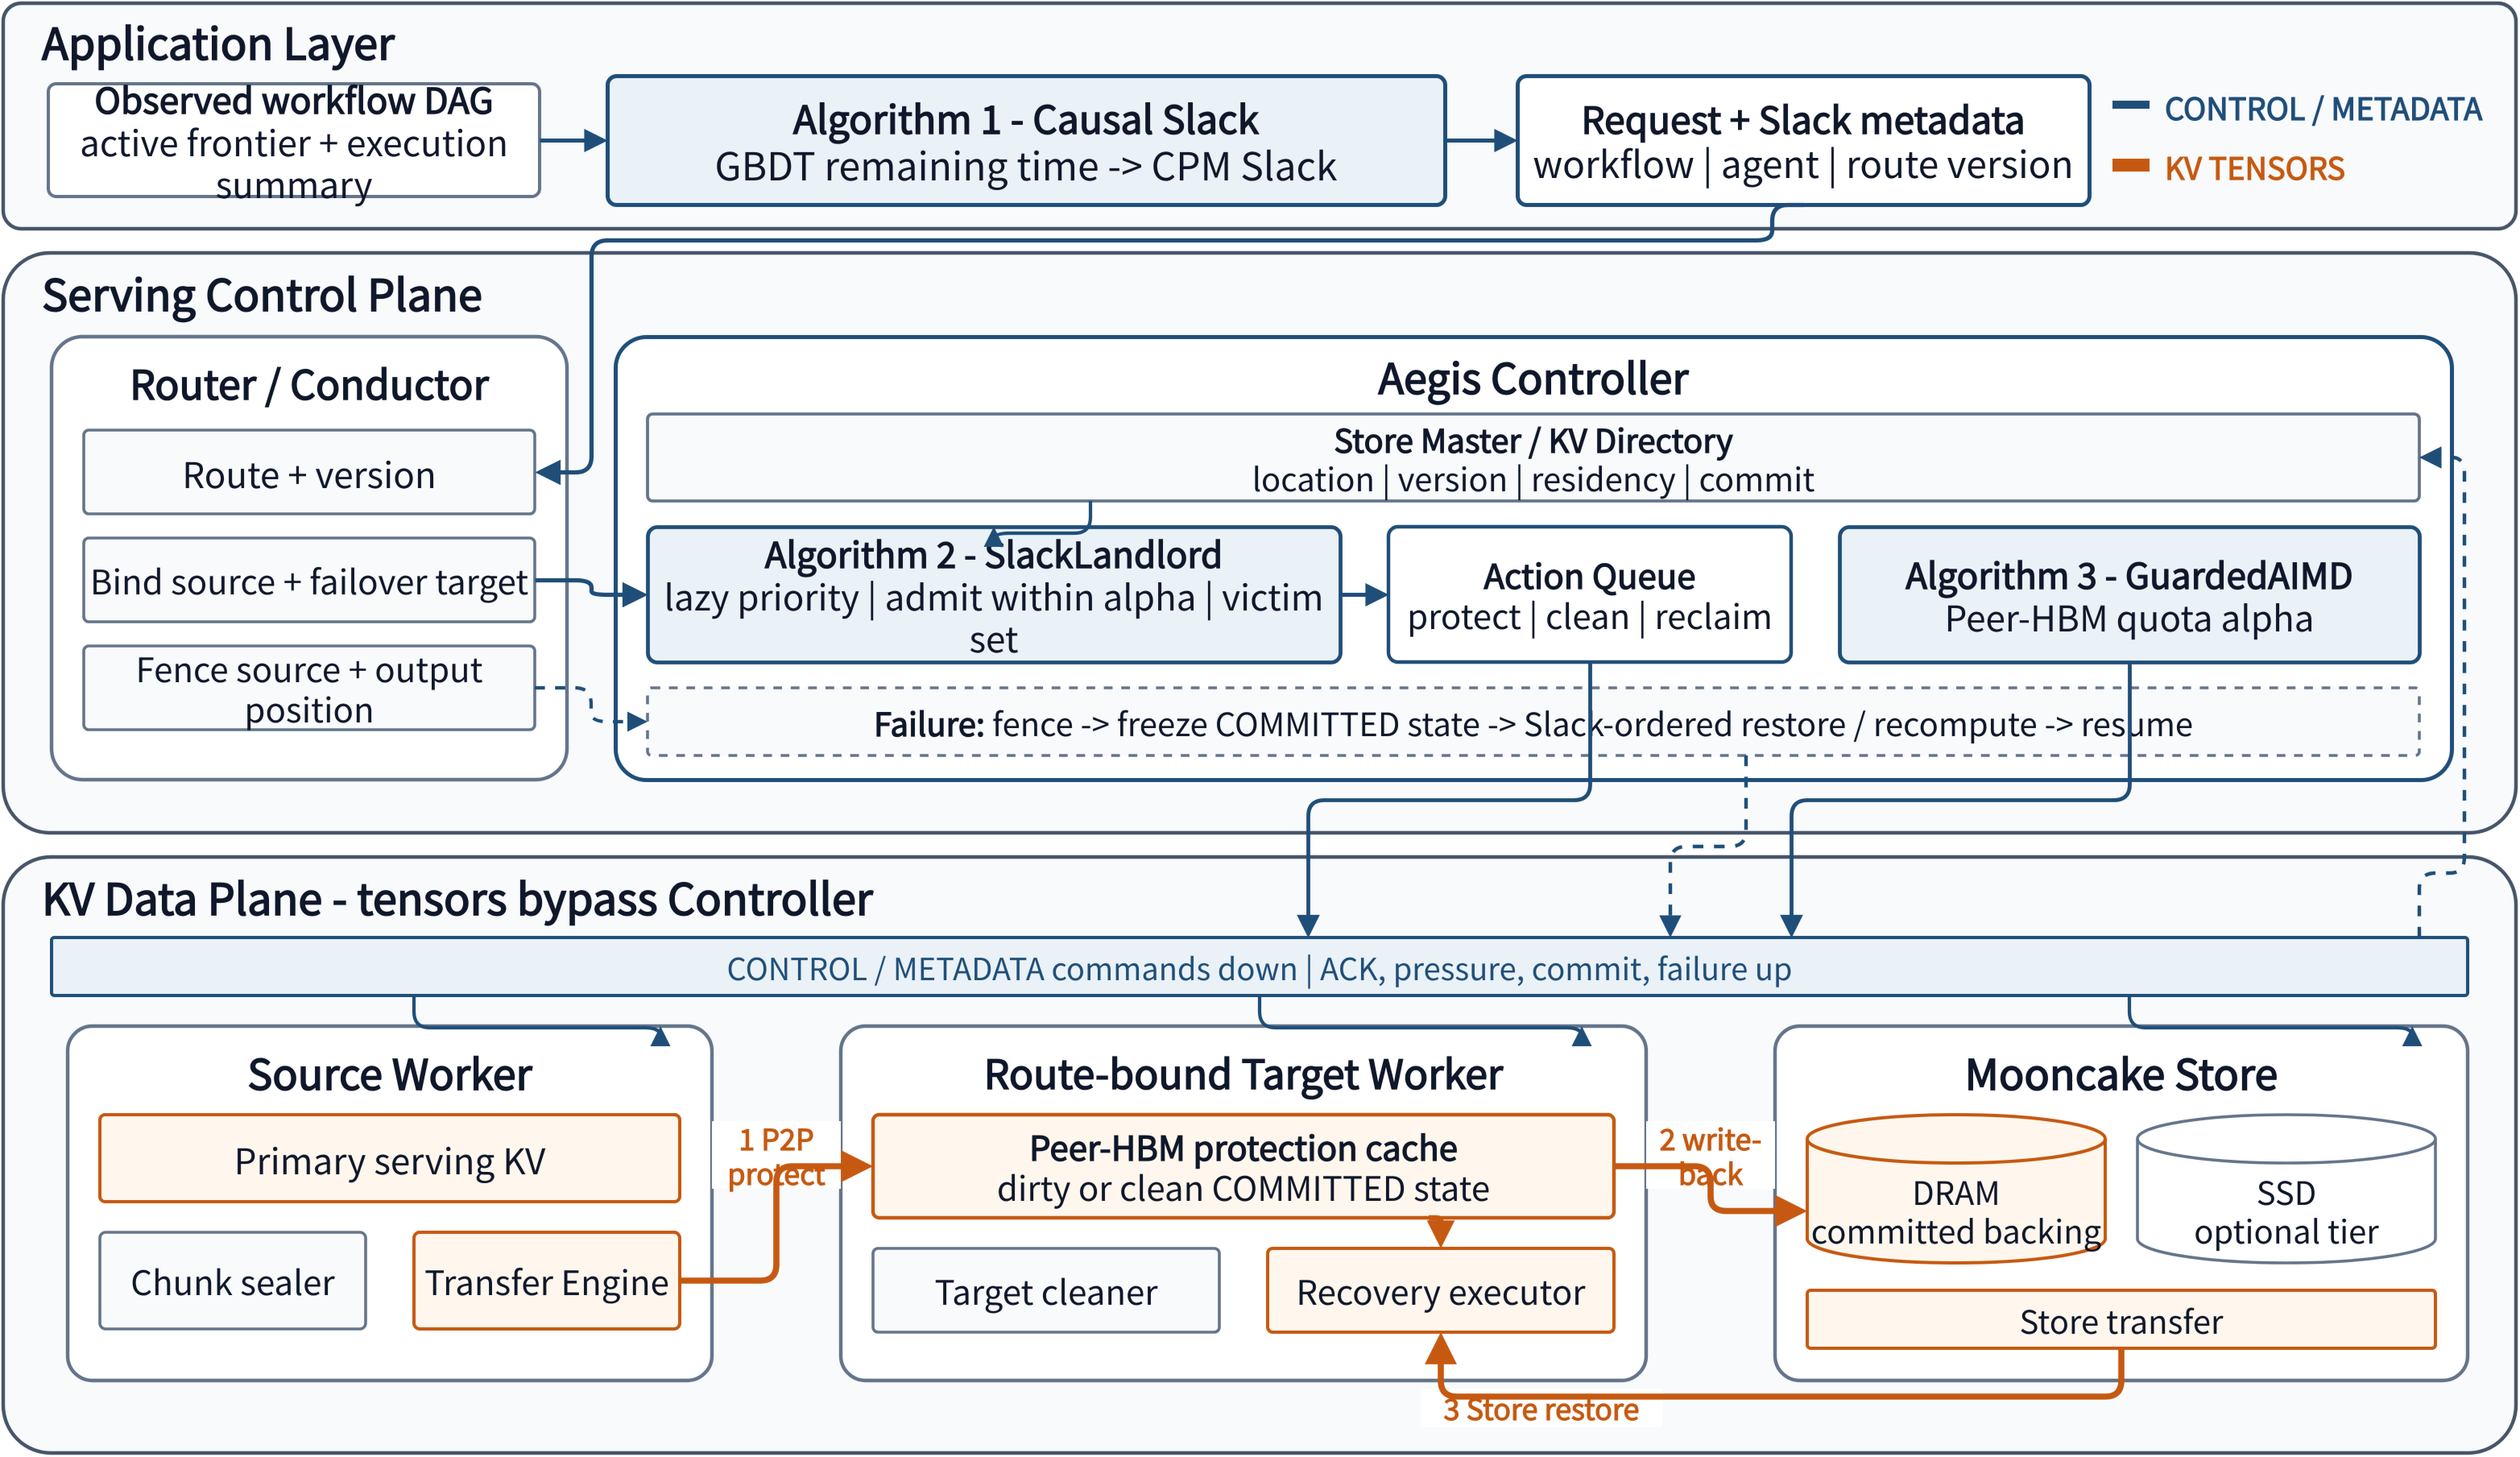 Application Layer
Observed workflow DAG
active frontier + execution
summary
Algorithm 1 - Causal Slack
GBDT remaining time -> CPM Slack
Request + Slack metadata
workflow | agent | route version
CONTROL / METADATA
KV TENSORS
Serving Control Plane
Router / Conductor
Route + version
Bind source + failover target
Fence source + output
position
Aegis Controller
Store Master / KV Directory
location | version | residency | commit
Algorithm 2 - SlackLandlord
lazy priority | admit within alpha | victim
set
Action Queue
protect | clean | reclaim
Algorithm 3 - GuardedAIMD
Peer-HBM quota alpha
Failure: fence -> freeze COMMITTED state -> Slack-ordered restore / recompute -> resume
KV Data Plane - tensors bypass Controller
CONTROL / METADATA commands down | ACK, pressure, commit, failure up
Source Worker
Primary serving KV
Chunk sealer
Transfer Engine
1 P2P
protect
Route-bound Target Worker
Peer-HBM protection cache
dirty or clean COMMITTED state
Target cleaner
Recovery executor
2 write-
back
Mooncake Store
DRAM
committed backing
SSD
optional tier
Store transfer
3 Store restore